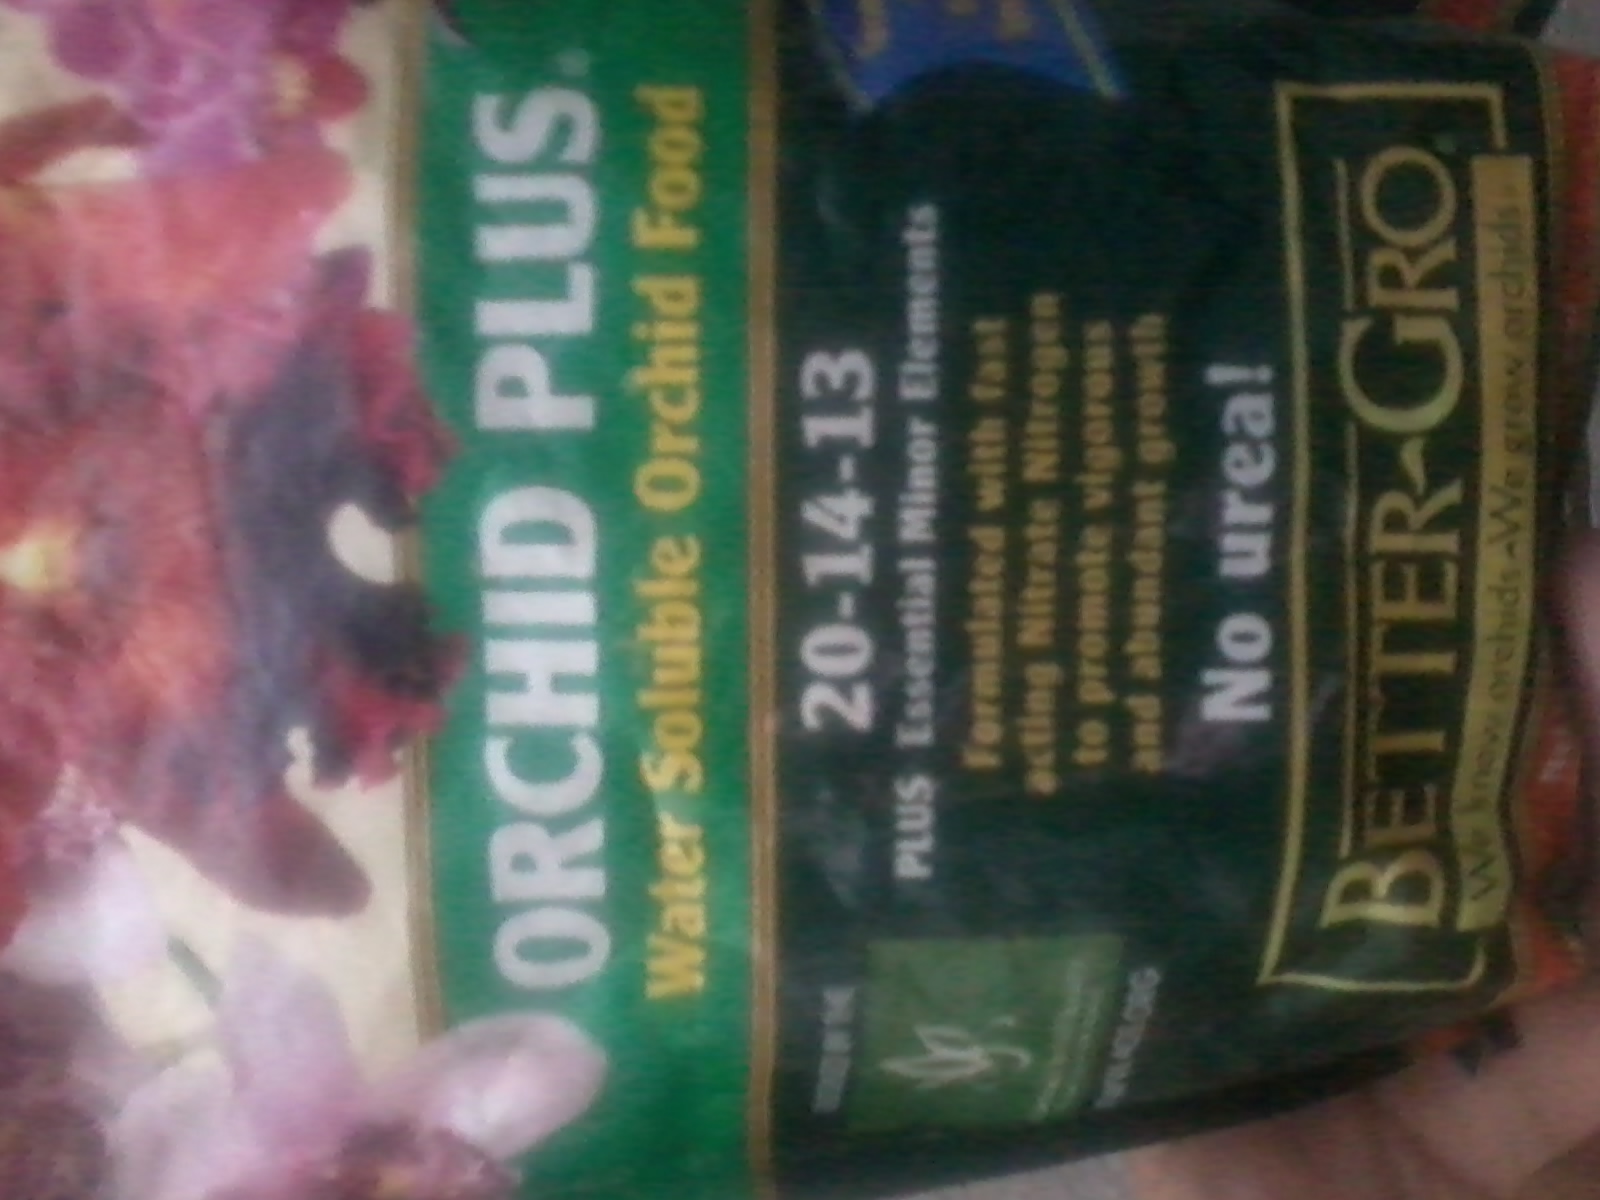 ORCHID PLUS
Water Soluble Orchid Food
20-14-13
PLUS Essential Minor Elements
Formulated with fast
acting Nitrate Nitrogen
to promote vigorous
and abundant growth
No urea!
BETTER-GRO®
We know orchids-We grow orchids